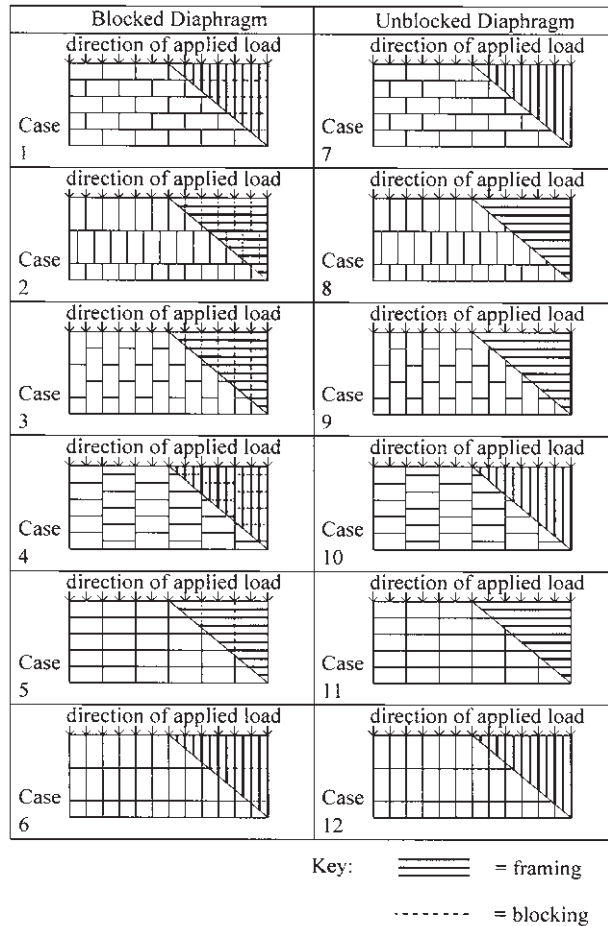 Blocked Diaphragm
Unblocked Diaphragm
direction of applied load
Case
1
direction of applied load
Case
7
direction of applied load
Case
2
direction of applied load
Case
8
direction of applied load
Case
3
direction of applied load
Case
9
direction of applied load
Case
4
direction of applied load
Case
10
direction of applied load
Case
5
direction of applied load
Case
11
direction of applied load
Case
6
direction of applied load
Case
12
Key:
= framing
= blocking